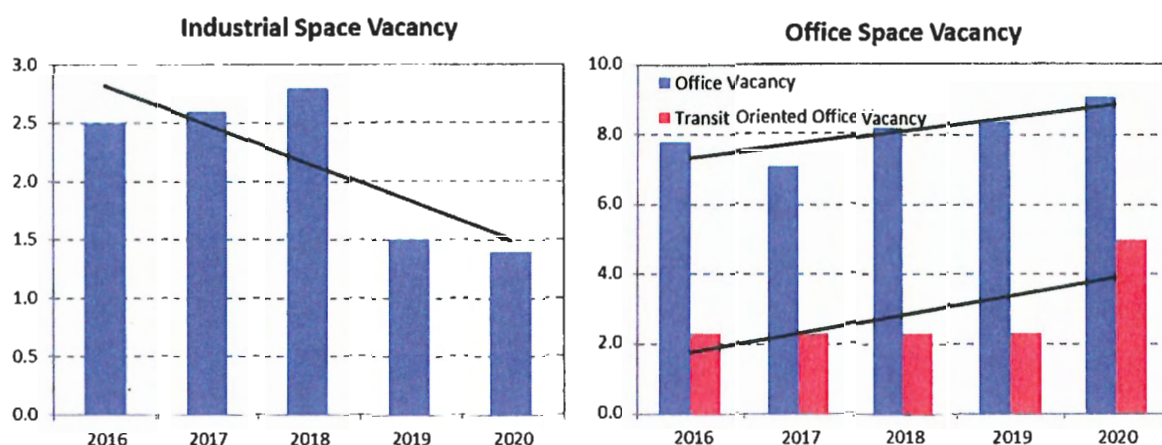 Industrial Space Vacancy
3.0
2.5
2.0
1.5
1.0
0.5
0.0
2016 2017 2018 2019 2020
Office Space Vacancy
10.0
8.0
6.0
4.0
2.0
0.0
Office Vacancy
Transit Oriented Office Vacancy
2016 2017 2018 2019 2020